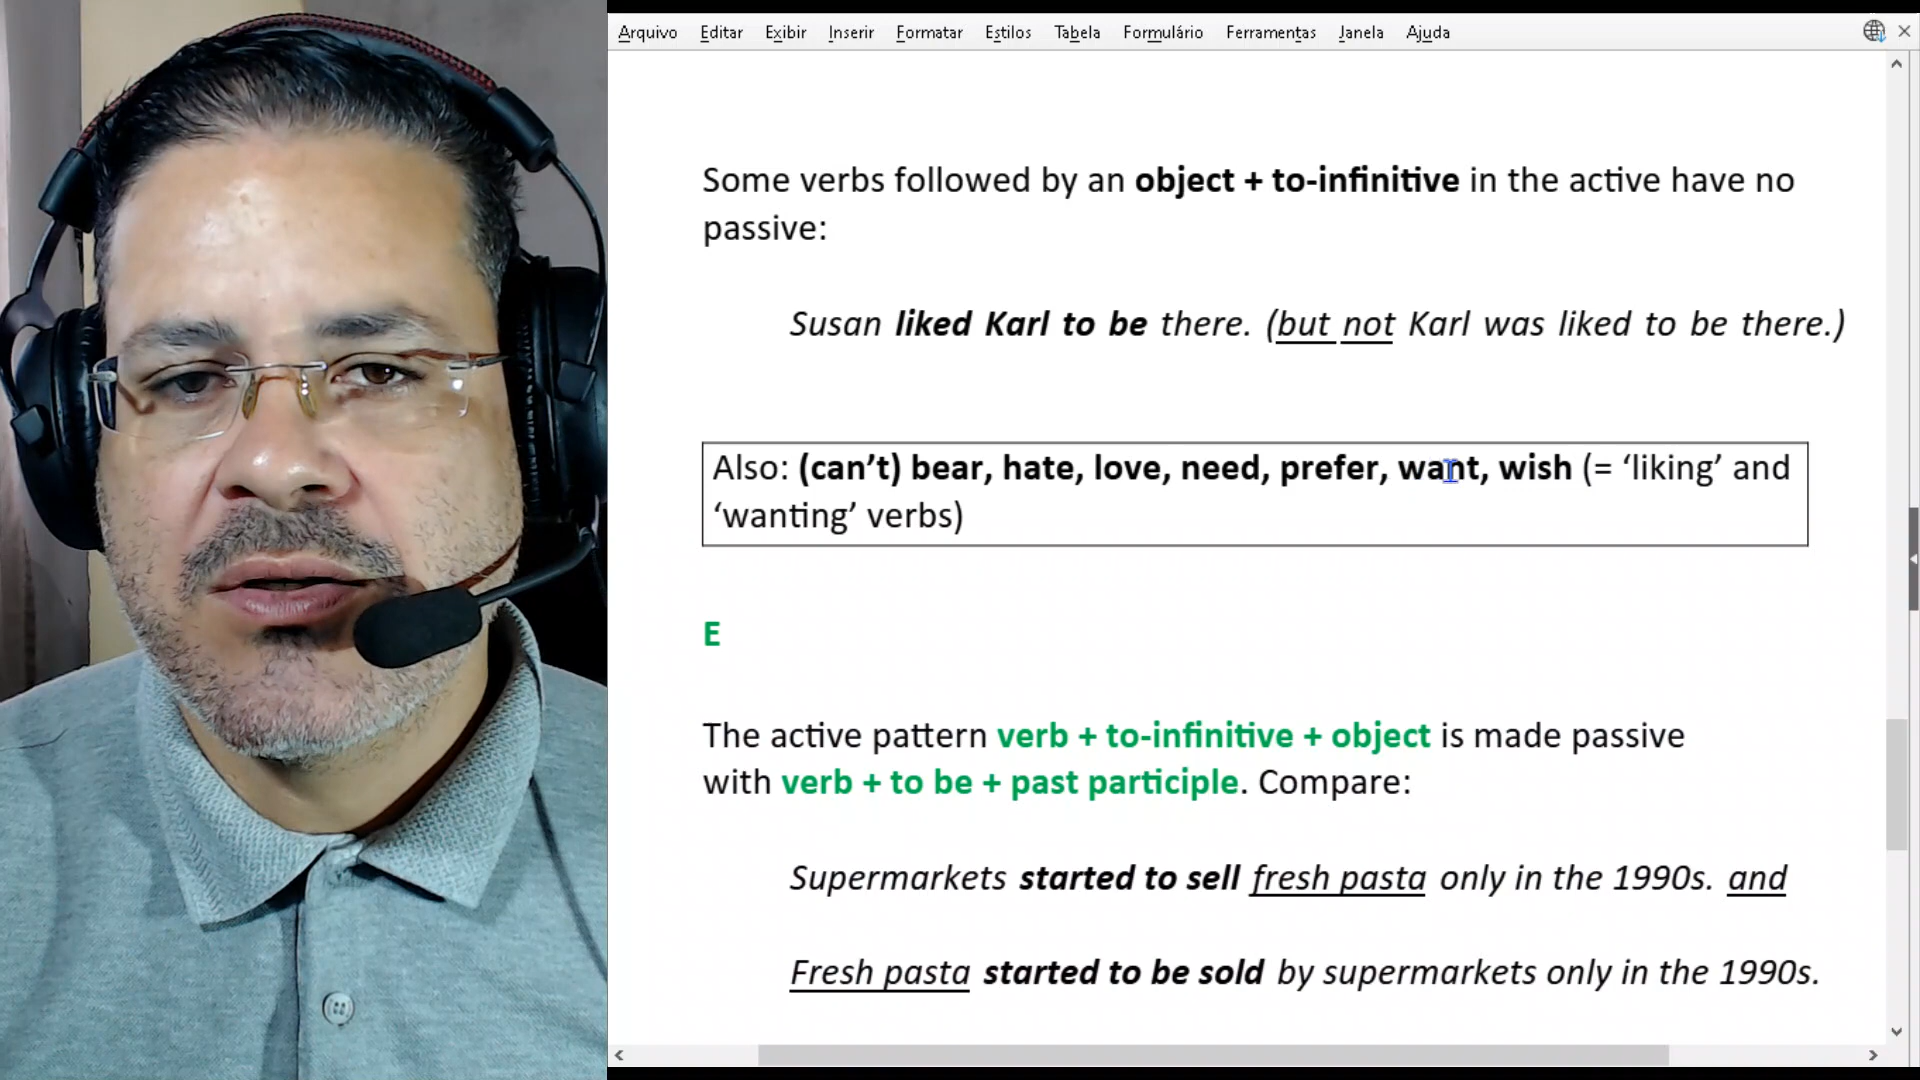 Arquivo Editar Exibir Inserir Formatar Estilos Tabela Formulário Ferramentas Janela Ajuda
Some verbs followed by an object + to-infinitive in the active have no
passive:
Susan liked Karl to be there. (but not Karl was liked to be there.)
Also: (can’t) bear, hate, love, need, prefer, want, wish (= ‘liking’ and
‘wanting’ verbs)
E
The active pattern verb + to-infinitive + object is made passive
with verb + to be + past participle. Compare:
Supermarkets started to sell fresh pasta only in the 1990s. and
Fresh pasta started to be sold by supermarkets only in the 1990s.